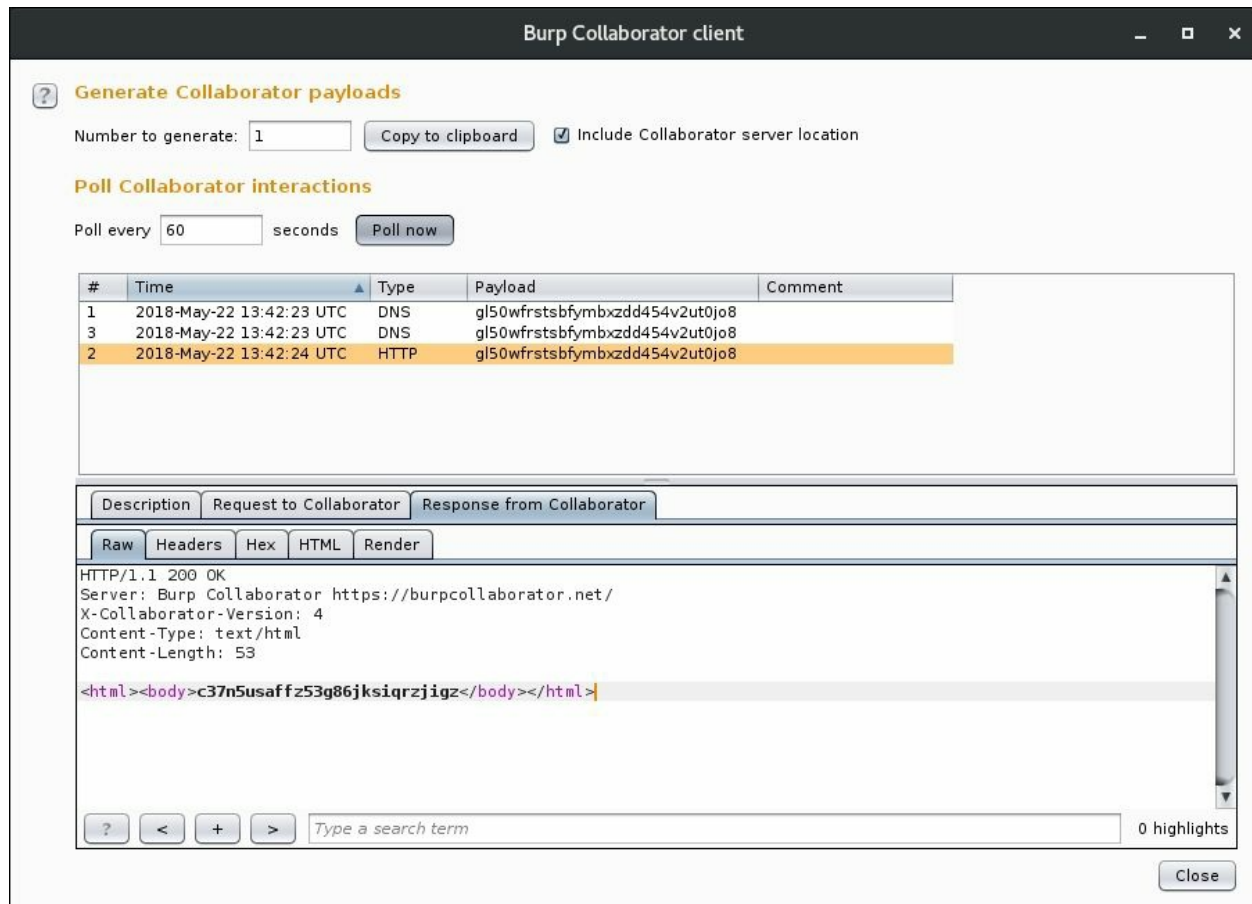 Burp Collaborator client
? Generate Collaborator payloads
Number to generate: 1 Copy to clipboard Include Collaborator server location
Poll Collaborator interactions
Poll every 60 seconds Poll now
# Time Type Payload Comment
1 2018-May-22 13:42:23 UTC DNS gl50wfrstsbfymbxzdd454v2ut0jo8
3 2018-May-22 13:42:23 UTC DNS gl50wfrstsbfymbxzdd454v2ut0jo8
2 2018-May-22 13:42:24 UTC HTTP gl50wfrstsbfymbxzdd454v2ut0jo8
Description Request to Collaborator Response from Collaborator
Raw Headers Hex HTML Render
HTTP/1.1 200 OK
Server: Burp Collaborator https://burpcollaborator.net/
X-Collaborator-Version: 4
Content-Type: text/html
Content-Length: 53
<html><body>c37n5usaffz53g86jksiqrzjigz</body></html>
? < + > Type a search term 0 highlights
Close